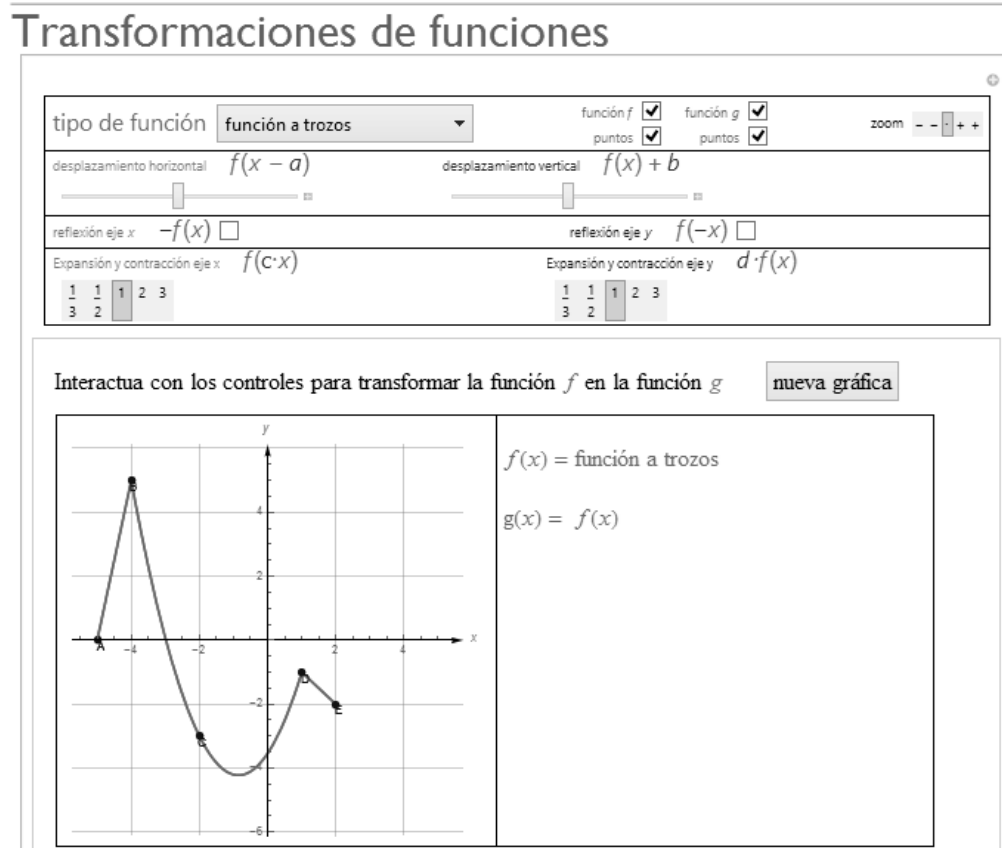 Transformaciones de funciones
tipo de función función a trozos
función f función g
puntos puntos
zoom - - · + +
desplazamiento horizontal f(x − a)
desplazamiento vertical f(x) + b
reflexión eje x −f(x)
reflexión eje y f(−x)
Expansión y contracción eje x f(c·x)
Expansión y contracción eje y d·f(x)
1/3 1/2 1 2 3
1/3 1/2 1 2 3
Interactua con los controles para transformar la función f en la función g
nueva gráfica
y
B
4
2
A -4 -2 2 4 x
D
-2
E
C
-4
-6
f(x) = función a trozos
g(x) = f(x)